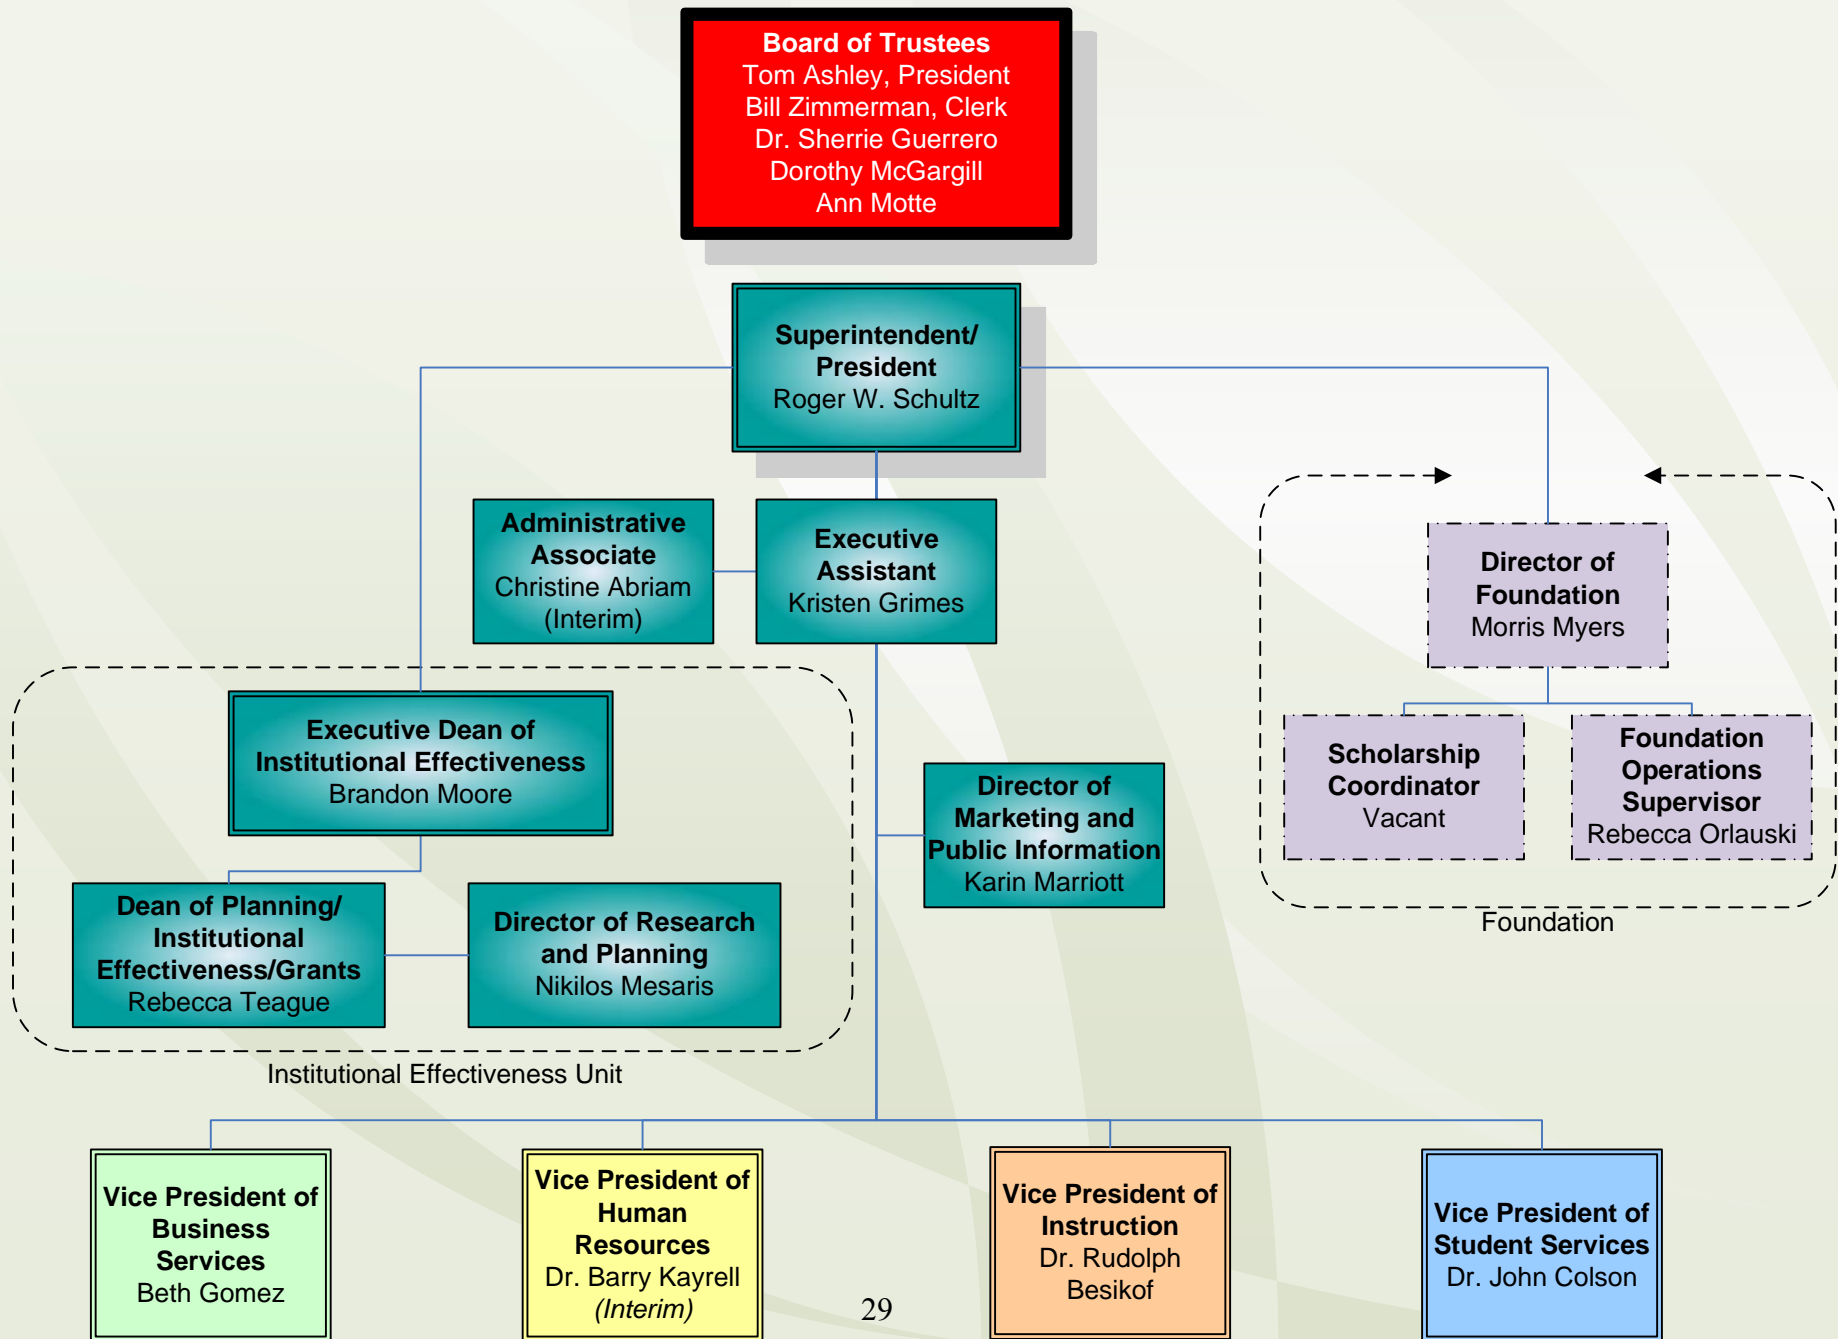 Board of Trustees
Tom Ashley, President
Bill Zimmerman, Clerk
Dr. Sherrie Guerrero
Dorothy McGargill
Ann Motte
Superintendent/
President
Roger W. Schultz
Administrative
Associate
Christine Abriam
(Interim)
Executive
Assistant
Kristen Grimes
Director of
Foundation
Morris Myers
Executive Dean of
Institutional Effectiveness
Brandon Moore
Director of
Marketing and
Public Information
Karin Marriott
Scholarship
Coordinator
Vacant
Foundation
Operations
Supervisor
Rebecca Orlauski
Foundation
Dean of Planning/
Institutional
Effectiveness/Grants
Rebecca Teague
Director of Research
and Planning
Nikilos Mesaris
Institutional Effectiveness Unit
Vice President of
Business
Services
Beth Gomez
Vice President of
Human
Resources
Dr. Barry Kayrell
(Interim)
Vice President of
Instruction
Dr. Rudolph
Besikof
Vice President of
Student Services
Dr. John Colson
29